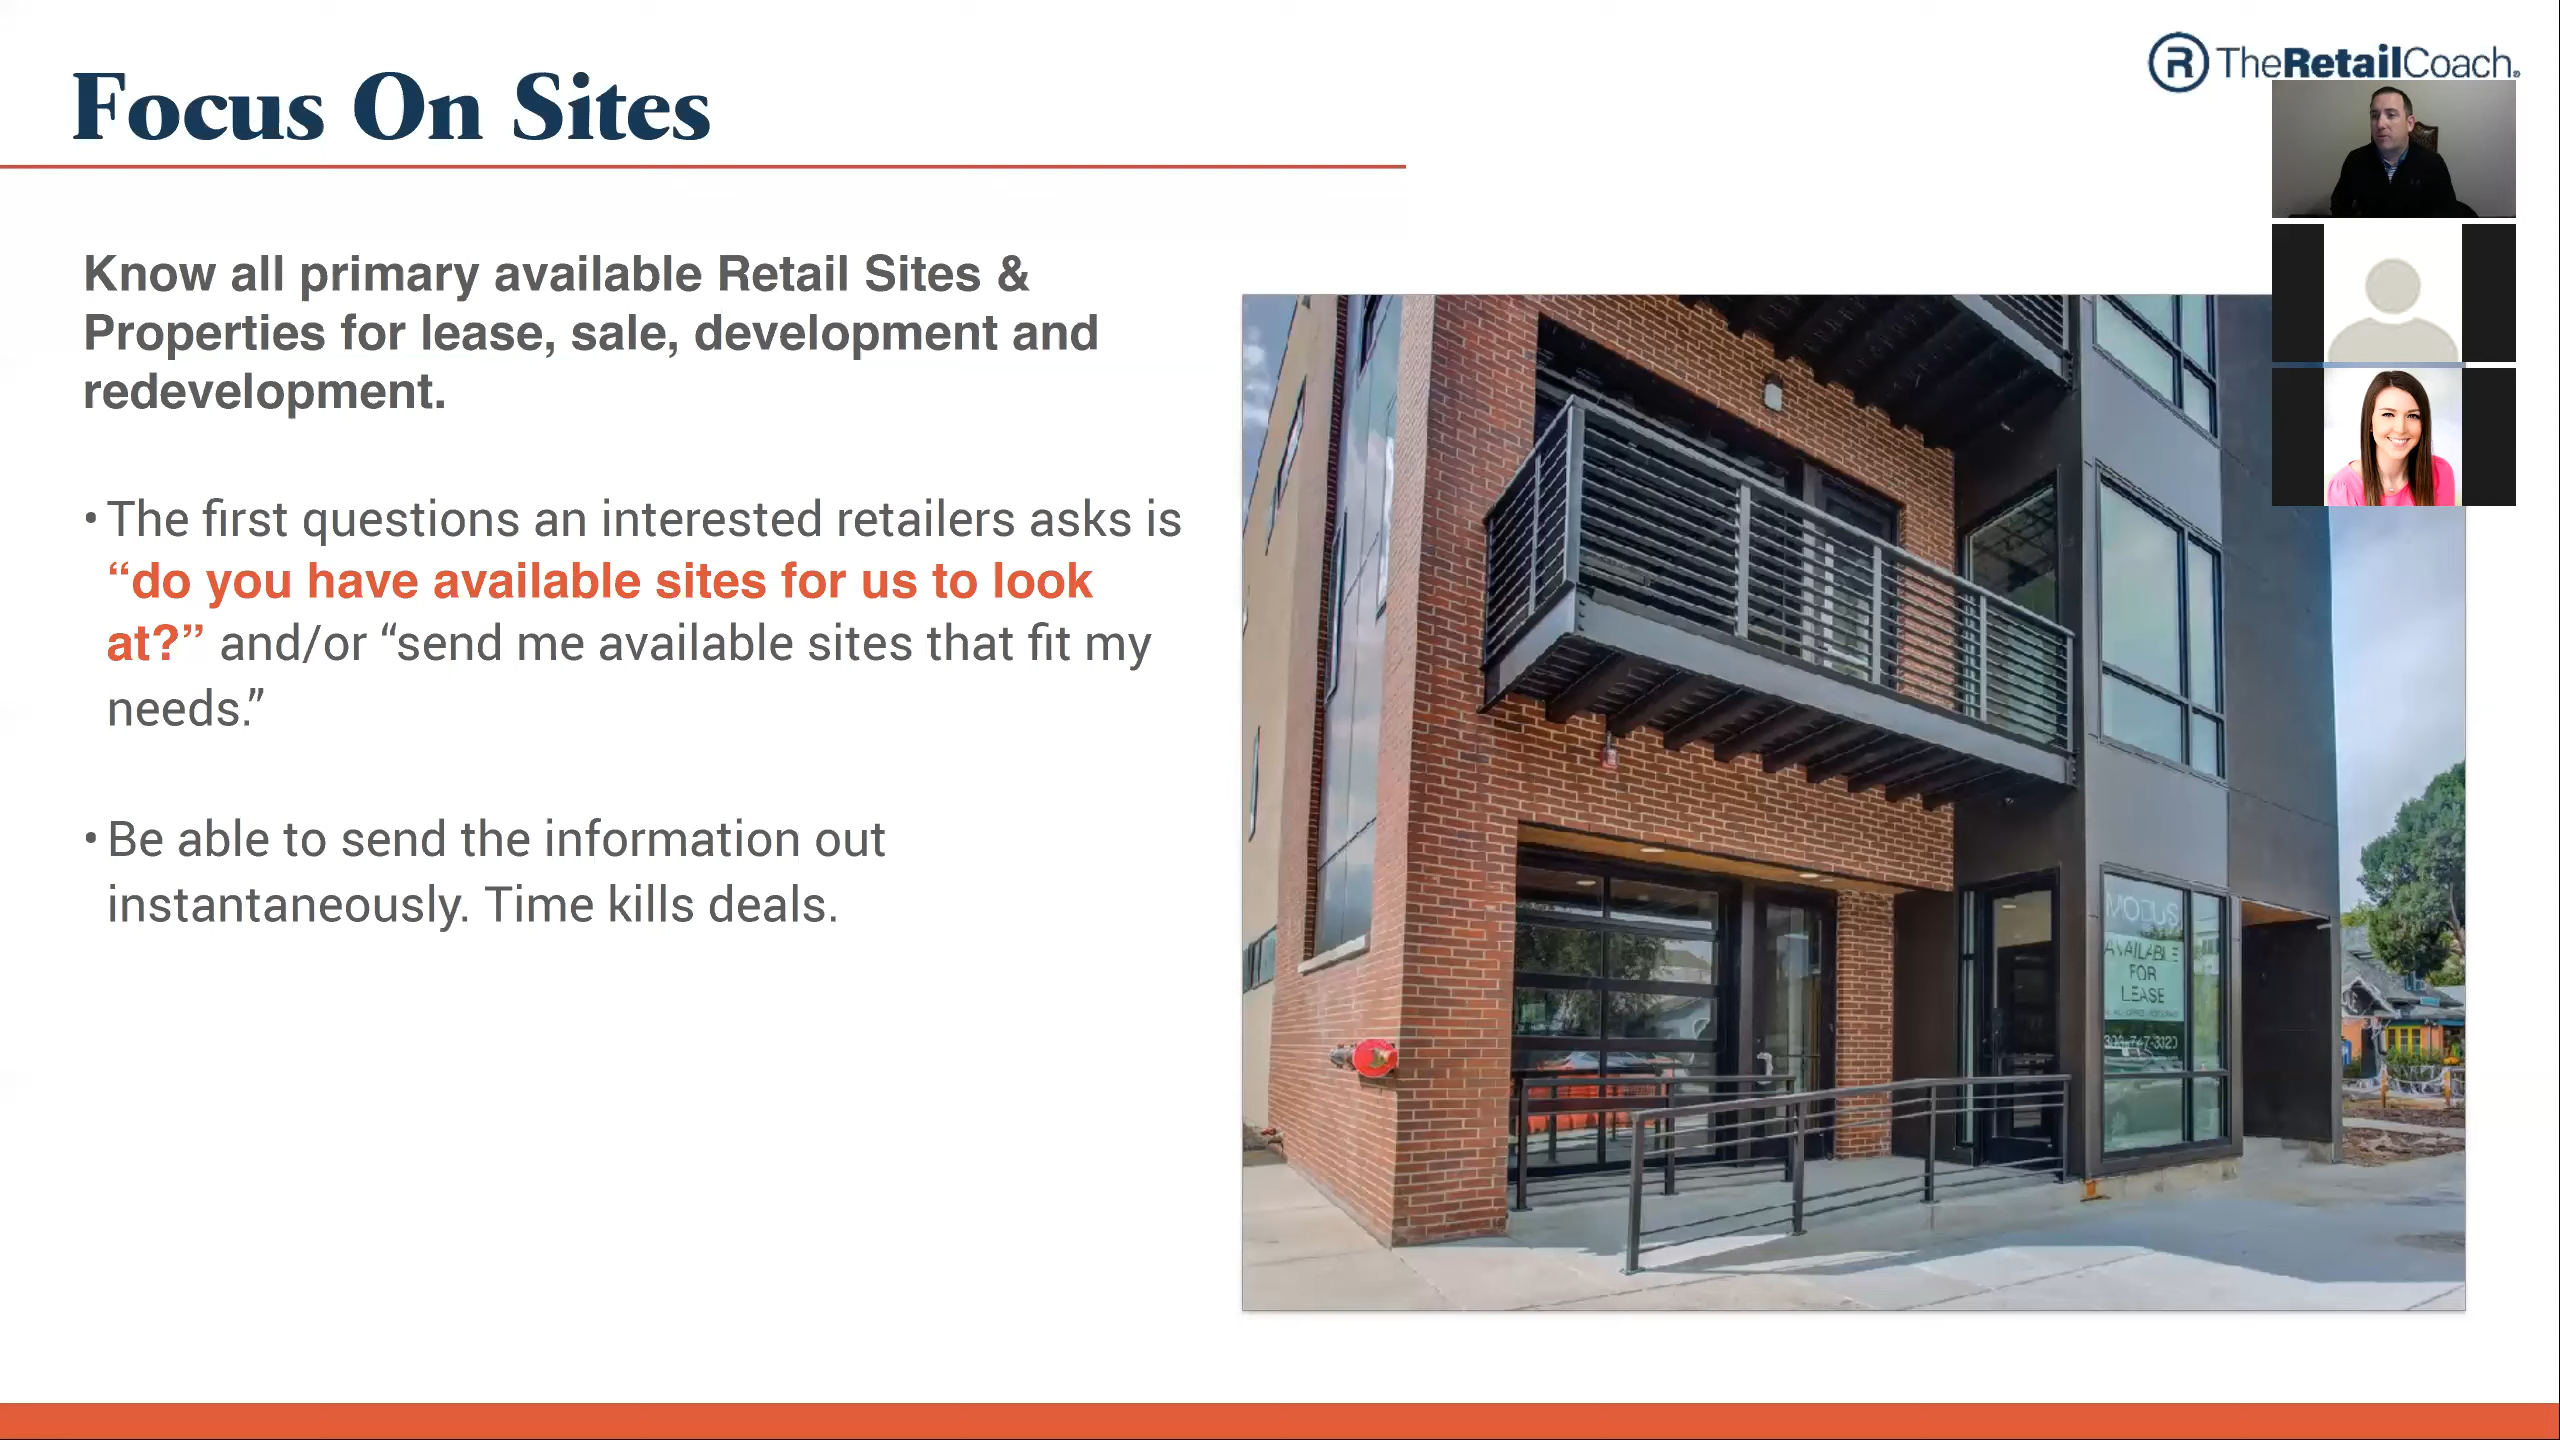 Focus On Sites
TheRetailCoach
Know all primary available Retail Sites &
Properties for lease, sale, development and
redevelopment.
• The first questions an interested retailers asks is
“do you have available sites for us to look
at?” and/or “send me available sites that fit my
needs.”
• Be able to send the information out
instantaneously. Time kills deals.
MODUS
AVAILABLE
FOR
LEASE